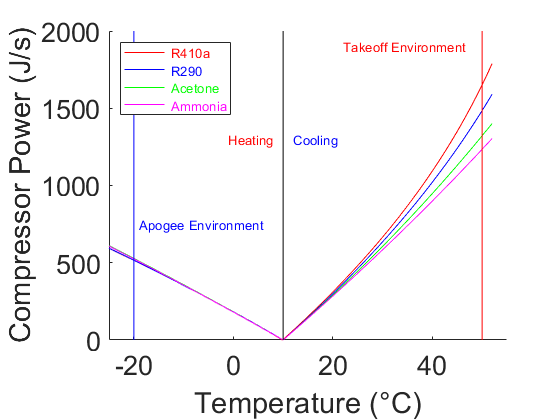 Compressor Power (J/s)
2000
1500
1000
500
0
R410a
R290
Acetone
Ammonia
Takeoff Environment
Heating
Cooling
Apogee Environment
-20
0
20
40
Temperature (°C)